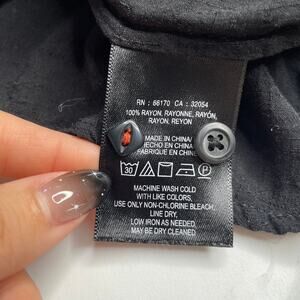 RN : 66170 CA : 32054
100% RAYON, RAYONNE, RAYÓN,
RAYON, REYON
MADE IN CHINA/
HECHO EN CHINA/
FABRIQUÉ EN CHINE
30
P
MACHINE WASH COLD
WITH LIKE COLORS,
USE ONLY NON-CHLORINE BLEACH,
LINE DRY,
LOW IRON AS NEEDED,
MAY BE DRY CLEANED